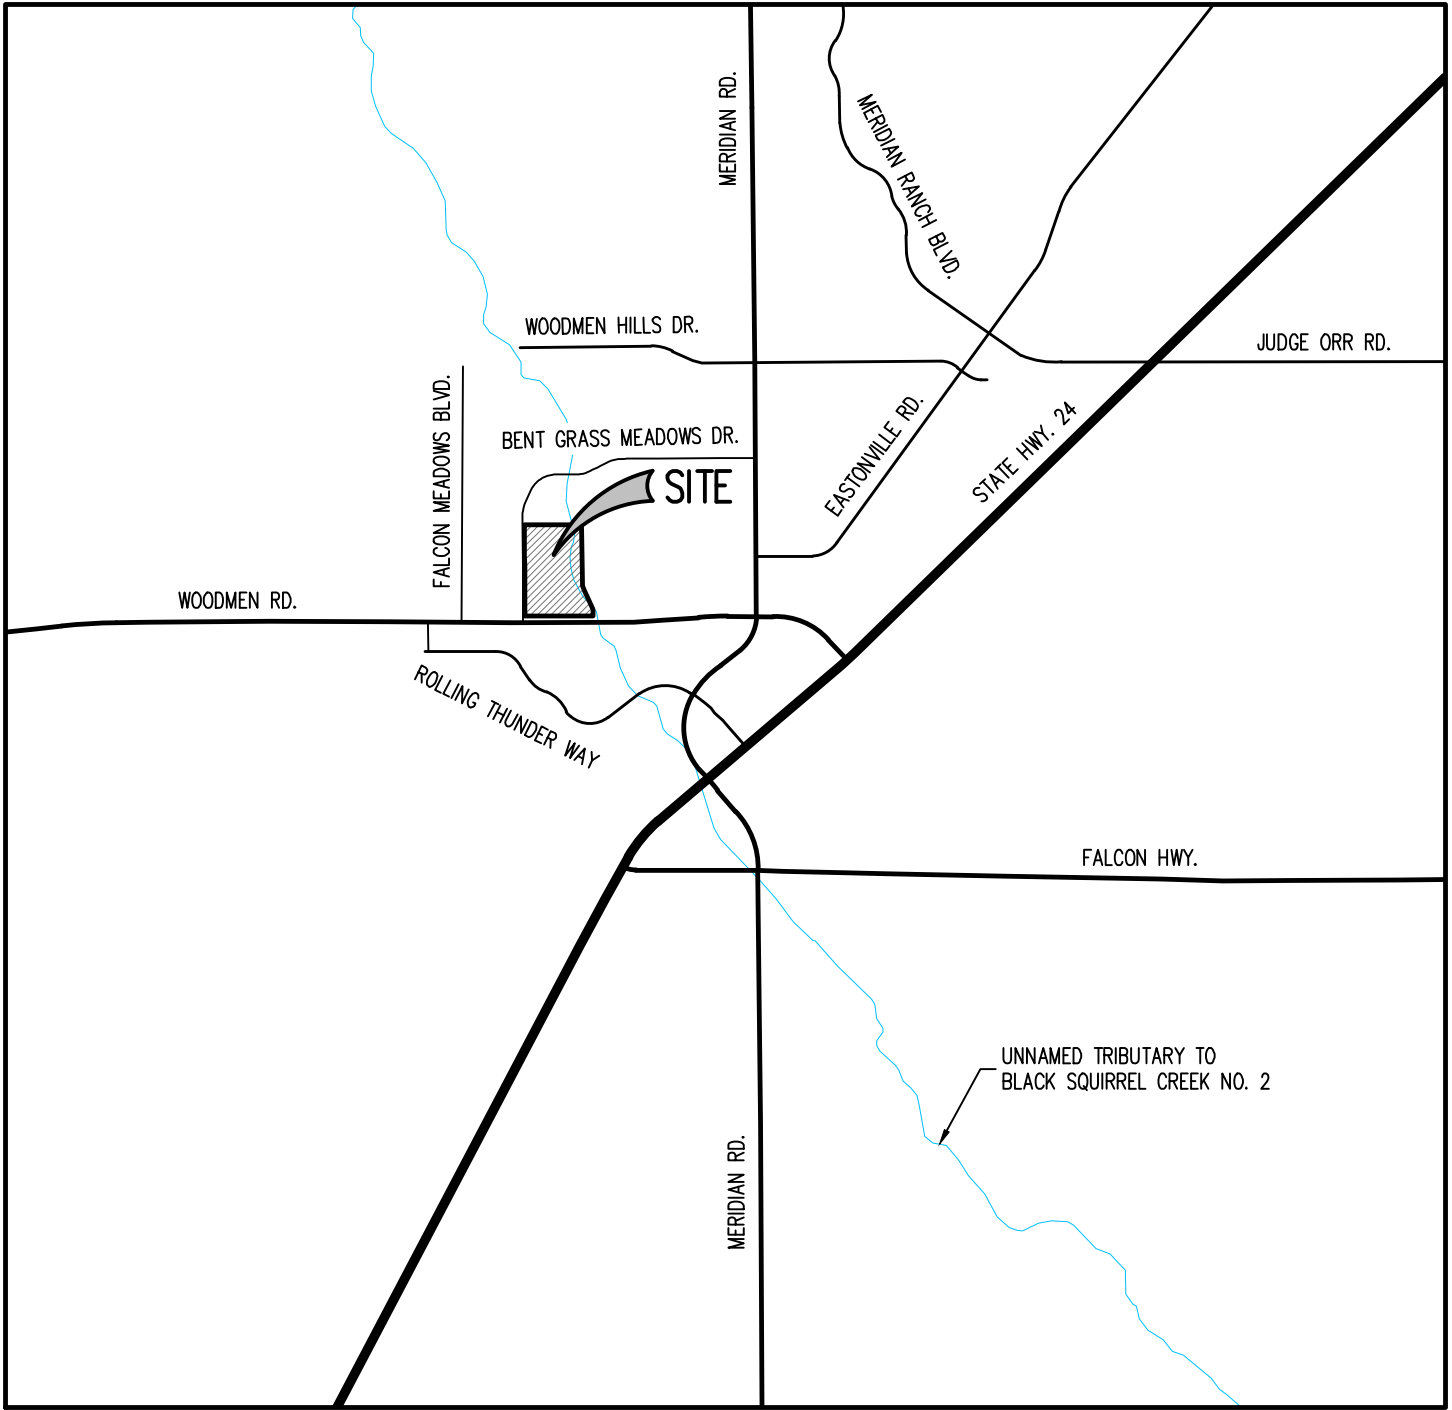 MERIDIAN RD.
MERIDIAN RANCH BLVD.
WOODMEN HILLS DR.
JUDGE ORR RD.
FALCON MEADOWS BLVD.
BENT GRASS MEADOWS DR.
EASTONVILLE RD.
STATE HWY. 24
SITE
WOODMEN RD.
ROLLING THUNDER WAY
FALCON HWY.
UNNAMED TRIBUTARY TO
BLACK SQUIRREL CREEK NO. 2
MERIDIAN RD.